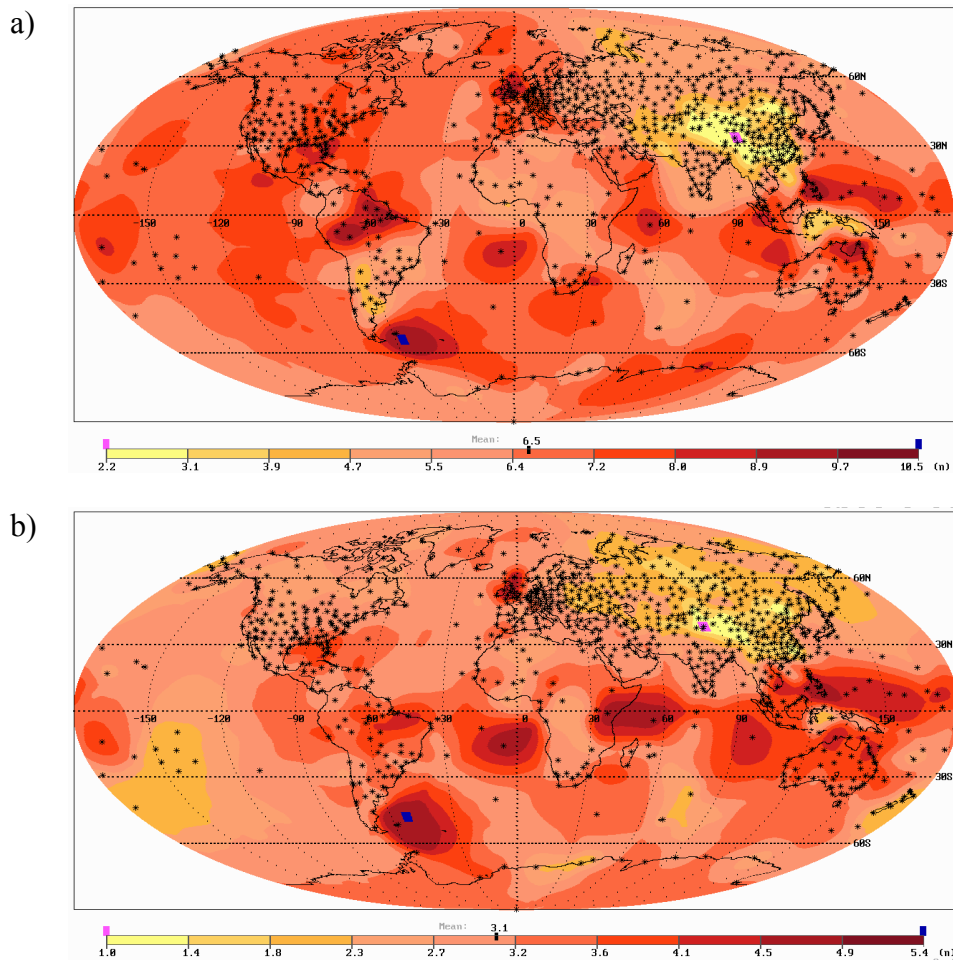 a)
60N
30N
-150 -90 -60 -30 0 30 60 90 150
30S
60S
Mean: 6.5
2.2 3.1 3.9 4.7 5.5 6.4 7.2 8.0 8.9 9.7 10.5 (n)
b)
60N
30N
-150 -90 -60 0 30 60 90 150
30S
60S
Mean: 3.1
1.0 1.4 1.8 2.3 2.7 3.2 3.6 4.1 4.5 4.9 5.4 (n)